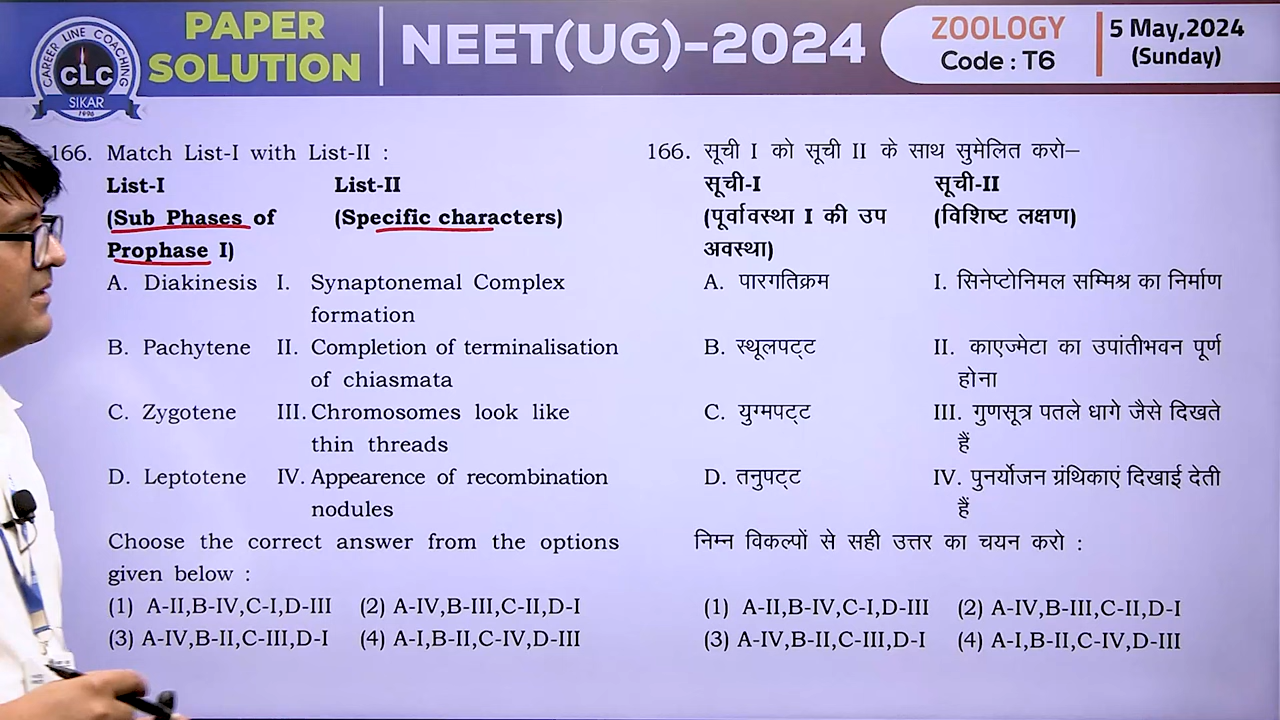 CAREER LINE COACHING
CLC
SIKAR
1996
PAPER
SOLUTION
NEET(UG)-2024
ZOOLOGY
Code : T6
5 May,2024
(Sunday)
166. Match List-I with List-II :
List-I List-II
(Sub Phases of (Specific characters)
Prophase I)
A. Diakinesis I. Synaptonemal Complex
formation
B. Pachytene II. Completion of terminalisation
of chiasmata
C. Zygotene III. Chromosomes look like
thin threads
D. Leptotene IV. Appearence of recombination
nodules
Choose the correct answer from the options
given below :
(1) A-II,B-IV,C-I,D-III (2) A-IV,B-III,C-II,D-I
(3) A-IV,B-II,C-III,D-I (4) A-I,B-II,C-IV,D-III
166. सूची I को सूची II के साथ सुमेलित करो–
सूची-I सूची-II
(पूर्वावस्था I की उप (विशिष्ट लक्षण)
अवस्था)
A. पारगतिक्रम I. सिनेप्टोनिमल सम्मिश्र का निर्माण
B. स्थूलपट्ट II. काएज्मेटा का उपांतीभवन पूर्ण
होना
C. युग्मपट्ट III. गुणसूत्र पतले धागे जैसे दिखते
हैं
D. तनुपट्ट IV. पुनर्योजन ग्रंथिकाएं दिखाई देती
हैं
निम्न विकल्पों से सही उत्तर का चयन करो :
(1) A-II,B-IV,C-I,D-III (2) A-IV,B-III,C-II,D-I
(3) A-IV,B-II,C-III,D-I (4) A-I,B-II,C-IV,D-III